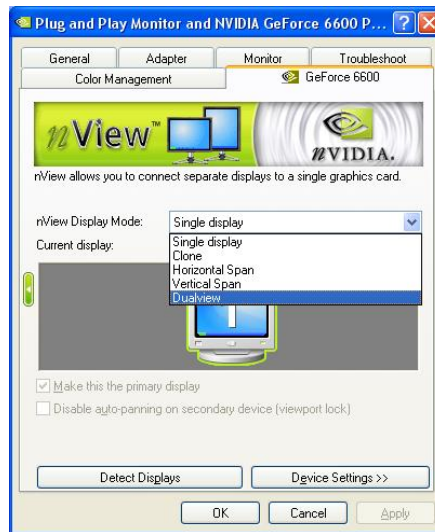 Plug and Play Monitor and NVIDIA GeForce 6600 P...
General Adapter Monitor Troubleshoot
Color Management GeForce 6600
nView™
NVIDIA.
nView allows you to connect separate displays to a single graphics card.
nView Display Mode: Single display
Current display: Single display
Clone
Horizontal Span
Vertical Span
Dualview
1
Make this the primary display
Disable auto-panning on secondary device (viewport lock)
Detect Displays Device Settings >>
OK Cancel Apply